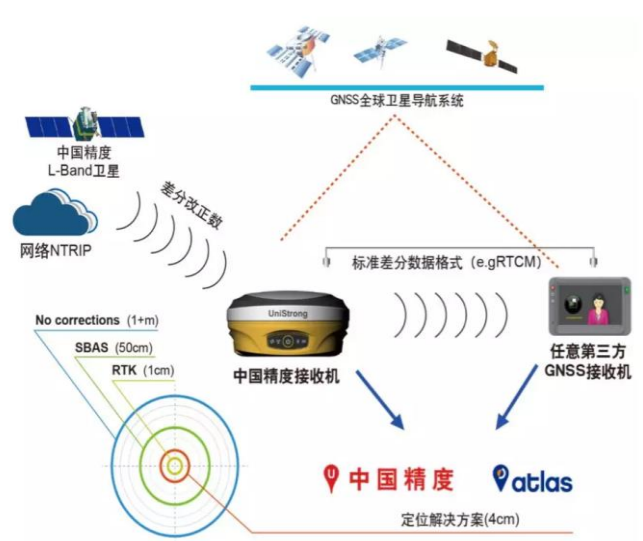 GNSS全球卫星导航系统
中国精度
L-Band卫星
差分改正数
网络NTRIP
标准差分数据格式（e.gRTCM）
UniStrong
No corrections (1+m)
SBAS (50cm)
RTK (1cm)
中国精度接收机
任意第三方
GNSS接收机
U 中国精度
atlas
定位解决方案(4cm)